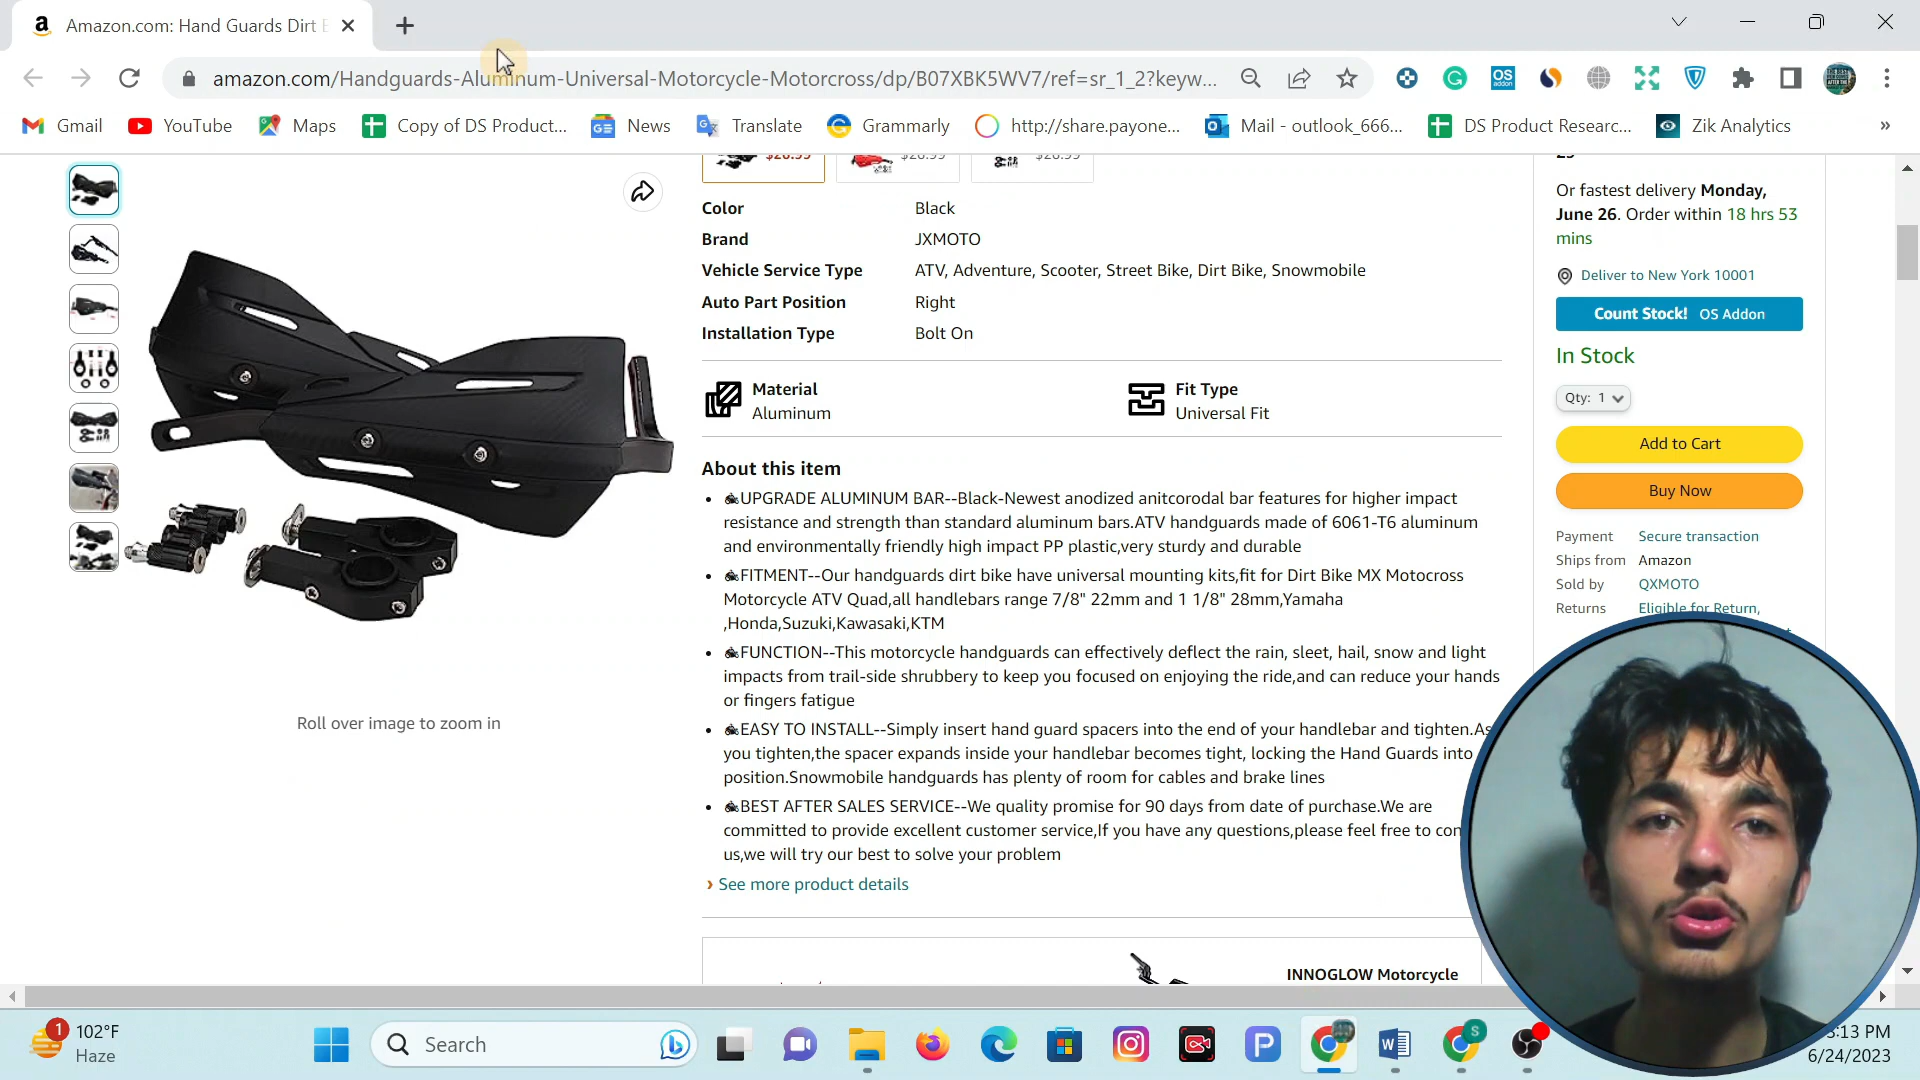 Amazon.com: Hand Guards Dirt
amazon.com/Handguards-Aluminum-Universal-Motorcycle-Motorcross/dp/B07XBK5WV7/ref=sr_1_2?keyw...
Gmail
YouTube
Maps
Copy of DS Product...
News
Translate
Grammarly
http://share.payone...
Mail - outlook_666...
DS Product Researc...
Zik Analytics
»
OS
addon
Color Black
Brand JXMOTO
Vehicle Service Type ATV, Adventure, Scooter, Street Bike, Dirt Bike, Snowmobile
Auto Part Position Right
Installation Type Bolt On
Material
Aluminum
Fit Type
Universal Fit
About this item
• UPGRADE ALUMINUM BAR--Black-Newest anodized anitcorodal bar features for higher impact
resistance and strength than standard aluminum bars.ATV handguards made of 6061-T6 aluminum
and environmentally friendly high impact PP plastic,very sturdy and durable
• FITMENT--Our handguards dirt bike have universal mounting kits,fit for Dirt Bike MX Motocross
Motorcycle ATV Quad,all handlebars range 7/8" 22mm and 1 1/8" 28mm,Yamaha
,Honda,Suzuki,Kawasaki,KTM
• FUNCTION--This motorcycle handguards can effectively deflect the rain, sleet, hail, snow and light
impacts from trail-side shrubbery to keep you focused on enjoying the ride,and can reduce your hands
or fingers fatigue
• EASY TO INSTALL--Simply insert hand guard spacers into the end of your handlebar and tighten.As
you tighten,the spacer expands inside your handlebar becomes tight, locking the Hand Guards into
position.Snowmobile handguards has plenty of room for cables and brake lines
• BEST AFTER SALES SERVICE--We quality promise for 90 days from date of purchase.We are
committed to provide excellent customer service,If you have any questions,please feel free to con
us,we will try our best to solve your problem
› See more product details
INNOGLOW Motorcycle
Roll over image to zoom in
Or fastest delivery Monday,
June 26. Order within 18 hrs 53
mins
Deliver to New York 10001
Count Stock! OS Addon
In Stock
Qty: 1
Add to Cart
Buy Now
Payment Secure transaction
Ships from Amazon
Sold by QXMOTO
Returns Eligible for Return,
1
102°F
Haze
Search
S
:13 PM
6/24/2023